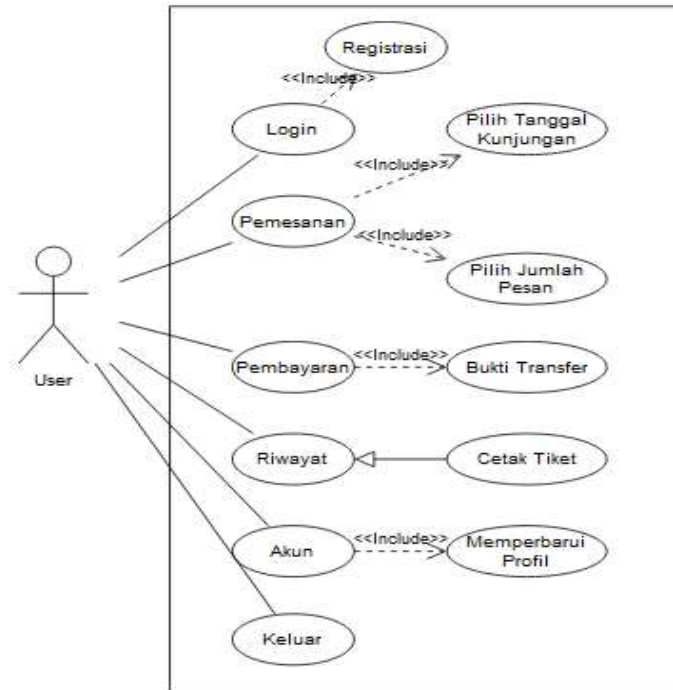 Registrasi
<<Include>>
Login
Pilih Tanggal
Kunjungan
<<Include>>
Pemesanan
<<Include>>
Pilih Jumlah
Pesan
User
Pembayaran
<<Include>>
Bukti Transfer
Riwayat
Cetak Tiket
Akun
<<Include>>
Memperbarui
Profil
Keluar